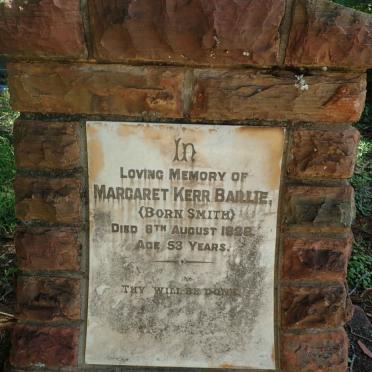 In
Loving Memory of
Margaret Kerr Baillie,
(Born Smith)
Died 8th August 1898.
Age 53 Years.
Thy Will Be Done.